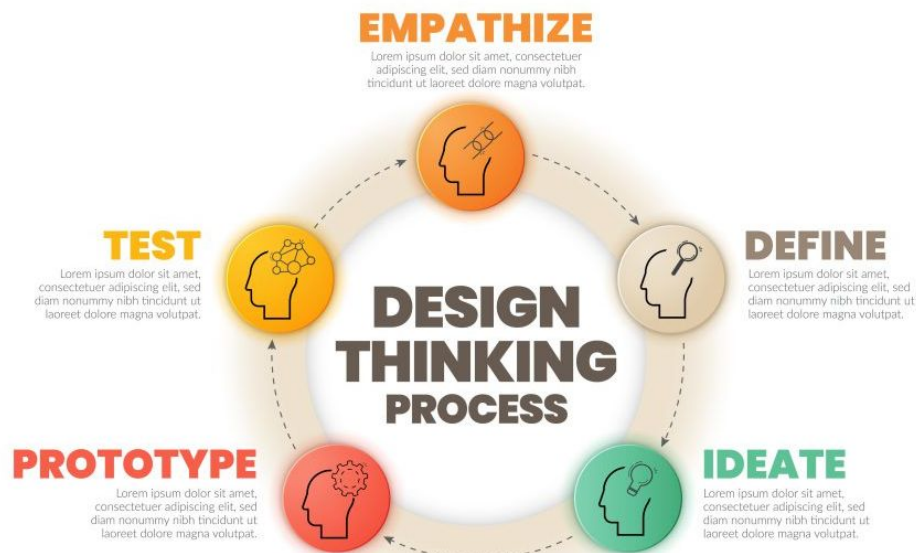 EMPATHIZE
Lorem ipsum dolor sit amet, consectetuer
adipiscing elit, sed diam nonummy nibh
tincidunt ut laoreet dolore magna volutpat.
TEST
Lorem ipsum dolor sit amet,
consectetuer adipiscing elit, sed
diam nonummy nibh tincidunt ut
laoreet dolore magna volutpat.
DEFINE
Lorem ipsum dolor sit amet,
consectetuer adipiscing elit, sed
diam nonummy nibh tincidunt ut
laoreet dolore magna volutpat.
DESIGN
THINKING
PROCESS
PROTOTYPE
Lorem ipsum dolor sit amet,
consectetuer adipiscing elit, sed
diam nonummy nibh tincidunt ut
laoreet dolore magna volutpat.
IDEATE
Lorem ipsum dolor sit amet,
consectetuer adipiscing elit, sed
diam nonummy nibh tincidunt ut
laoreet dolore magna volutpat.